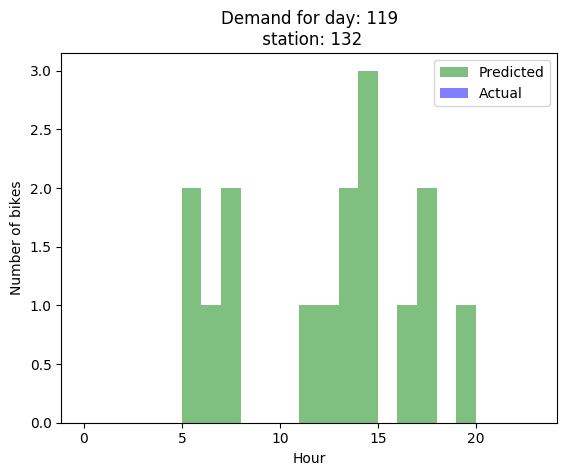 Demand for day: 119
station: 132
Predicted
Actual
Number of bikes
3.0
2.5
2.0
1.5
1.0
0.5
0.0
0
5
10
15
20
Hour